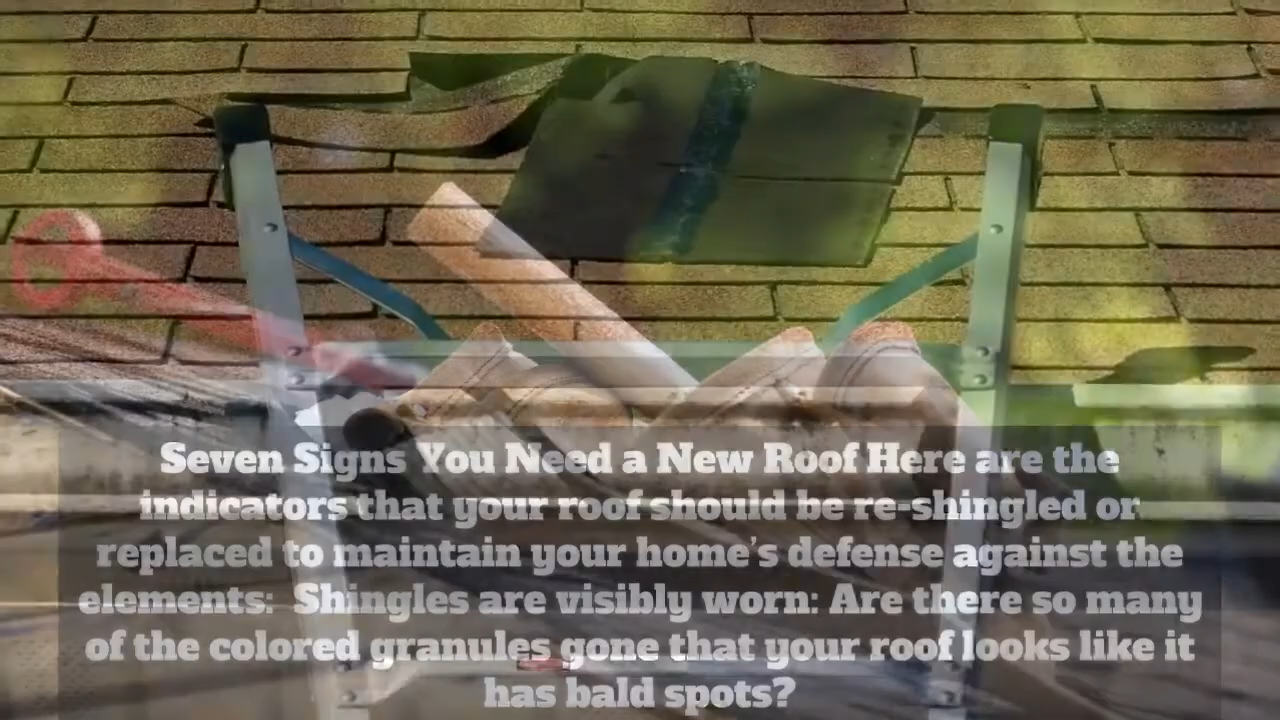 Seven Signs You Need a New Roof Here are the
indicators that your roof should be re-shingled or
replaced to maintain your home’s defense against the
elements:  Shingles are visibly worn: Are there so many
of the colored granules gone that your roof looks like it
has bald spots?